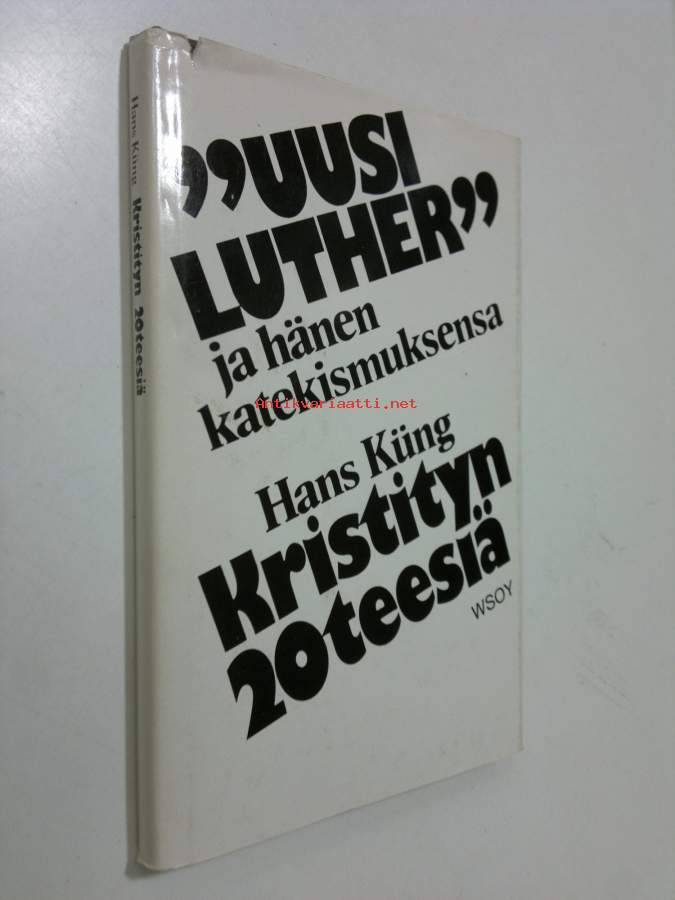 ”UUSI
LUTHER”
ja hänen
katekismuksensa
Antikvariaatti.net
Hans Küng
Kristityn
20teesiä
WSOY
Hans Küng Kristityn 20teesiä